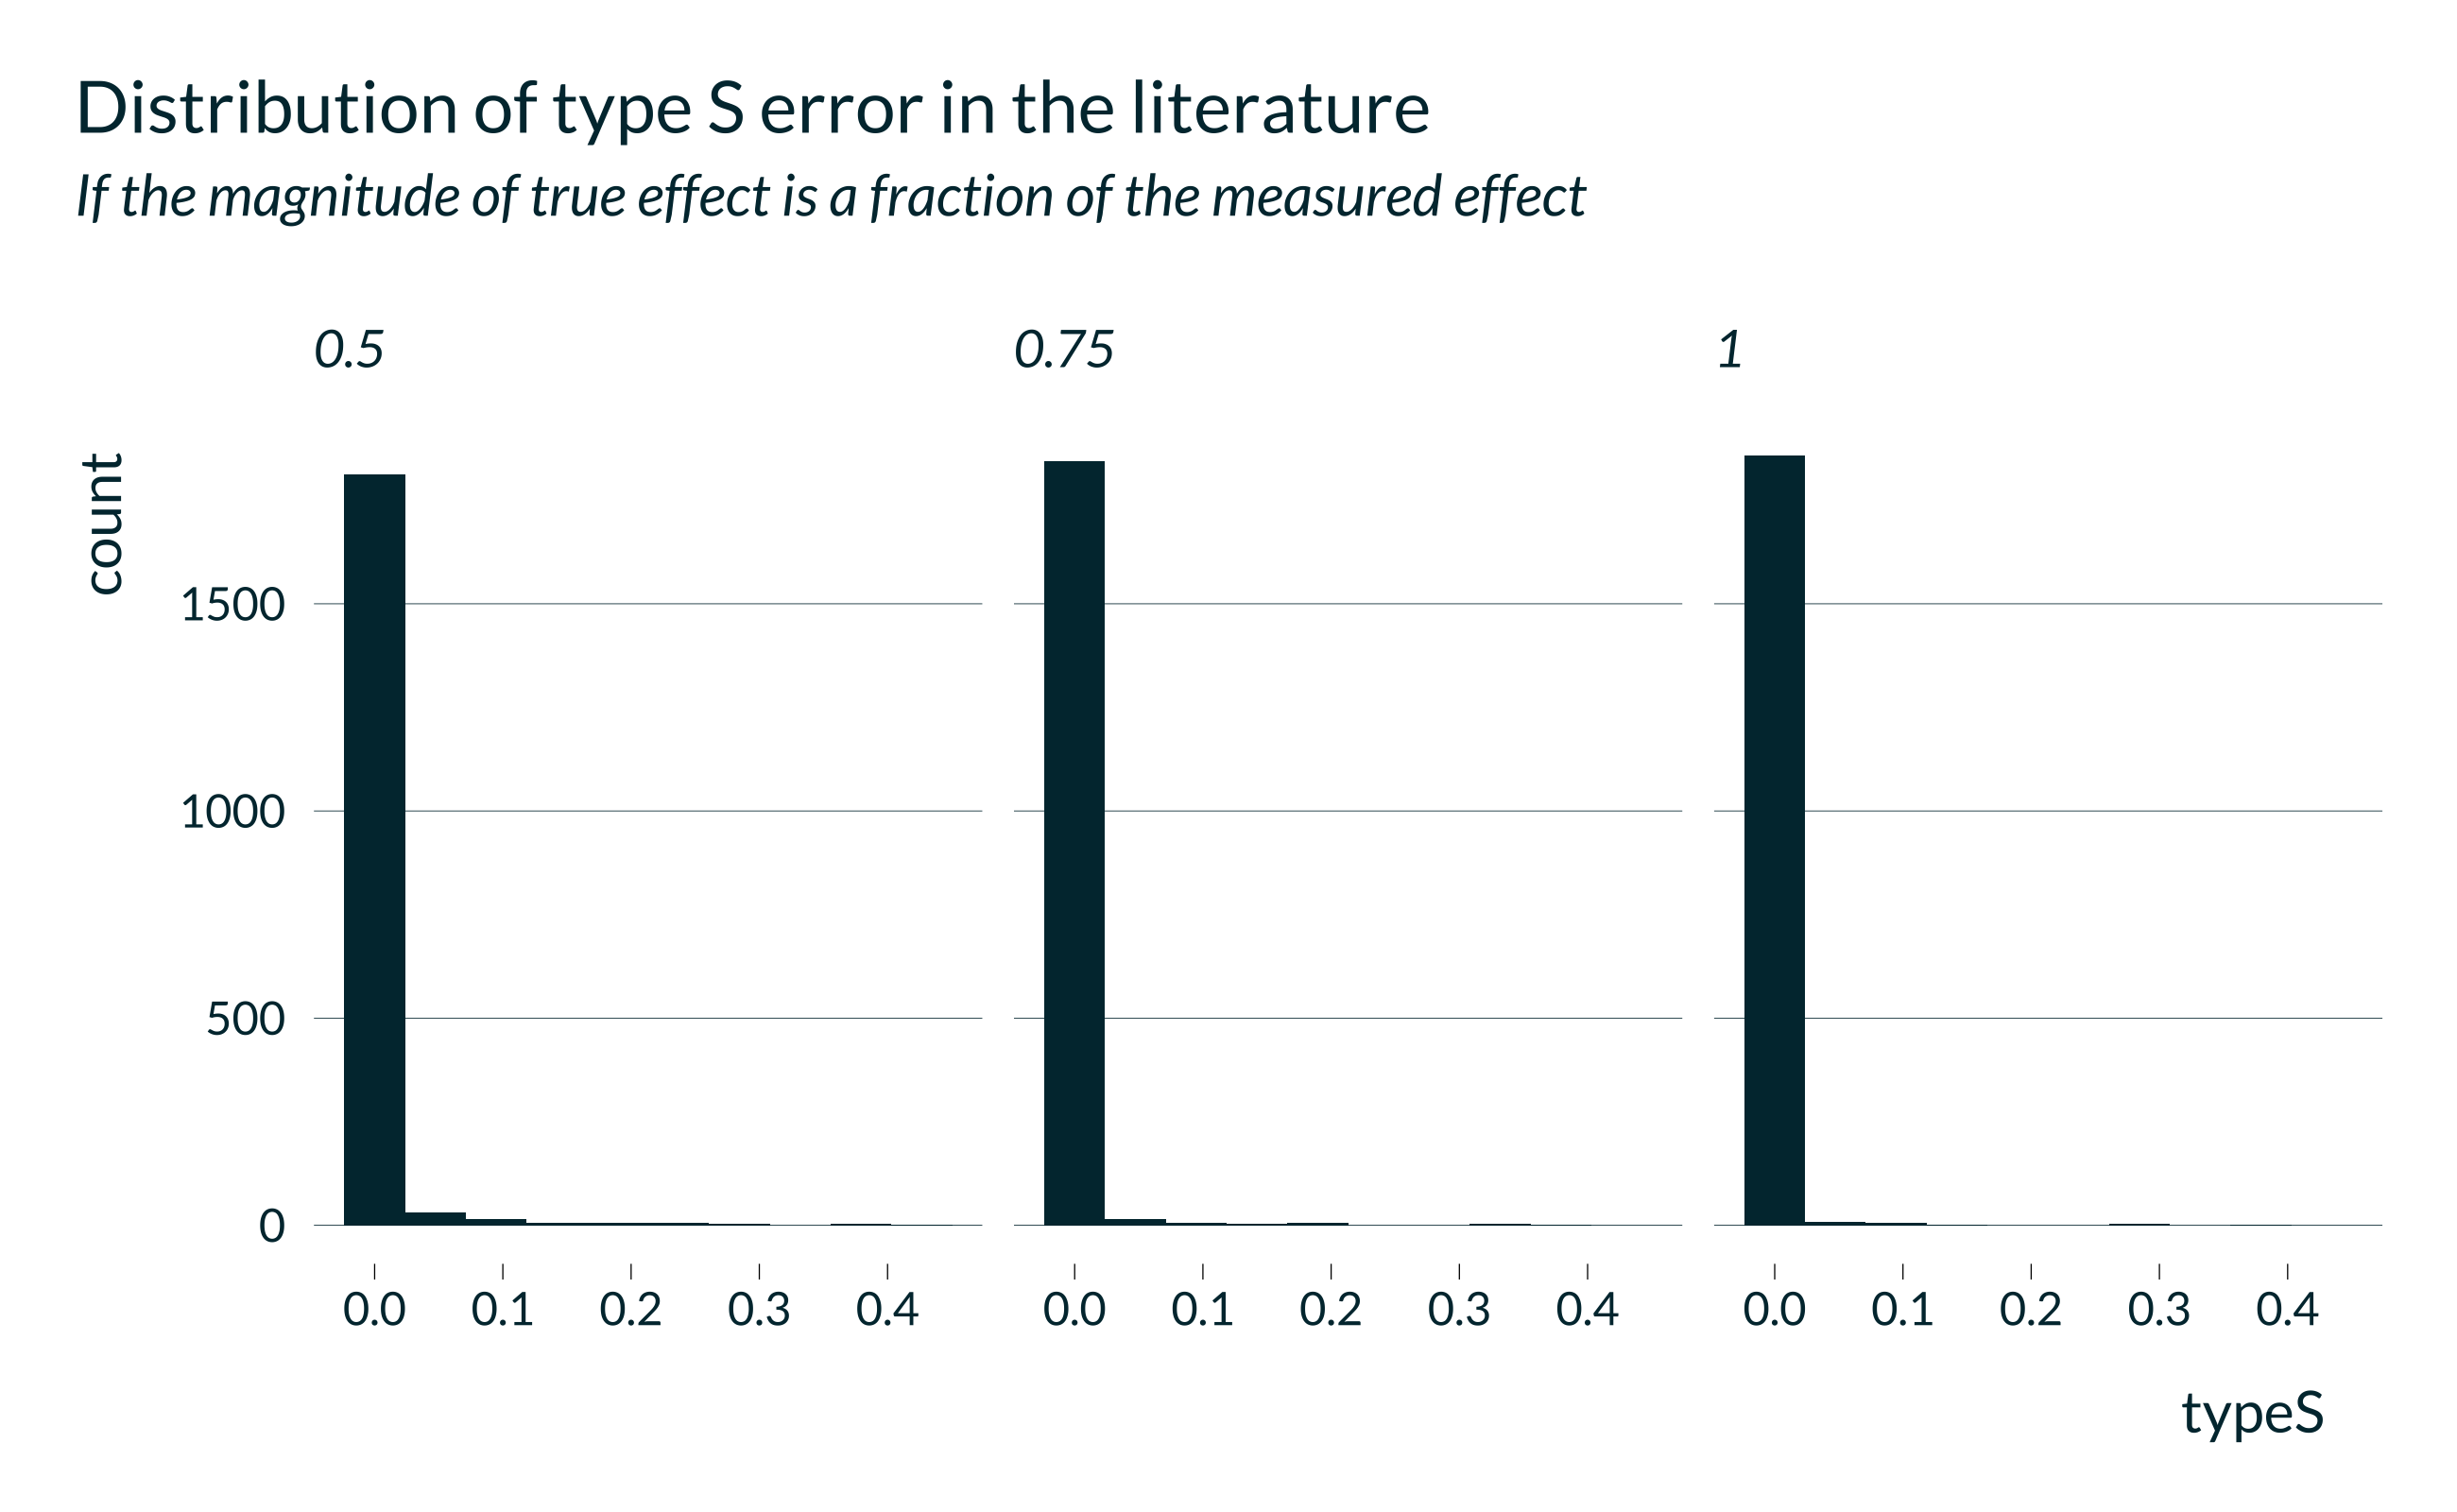 Distribution of type S error in the literature
If the magnitude of true effect is a fraction of the measured effect
0.5 0.75 1
count
1500
1000
500
0
0.0 0.1 0.2 0.3 0.4 0.0 0.1 0.2 0.3 0.4 0.0 0.1 0.2 0.3 0.4
typeS